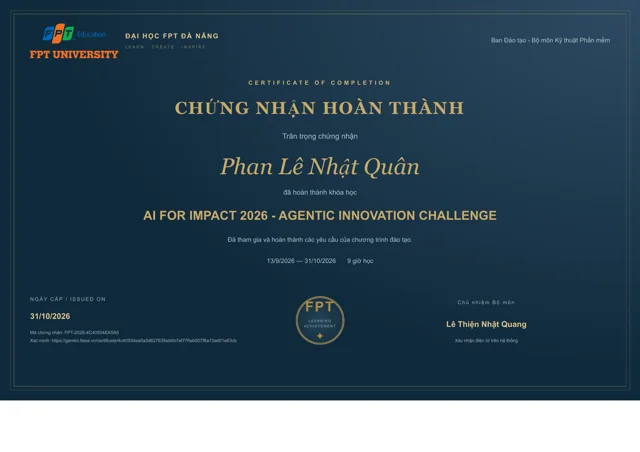 FPT Education
FPT UNIVERSITY
ĐẠI HỌC FPT ĐÀ NẴNG
LEARN CREATE INSPIRE
Ban Đào tạo - Bộ môn Kỹ thuật Phần mềm
CERTIFICATE OF COMPLETION
CHỨNG NHẬN HOÀN THÀNH
Trân trọng chứng nhận
Phan Lê Nhật Quân
đã hoàn thành khóa học
AI FOR IMPACT 2026 - AGENTIC INNOVATION CHALLENGE
Đã tham gia và hoàn thành các yêu cầu của chương trình đào tạo.
13/9/2026 — 31/10/2026 9 giờ học
NGÀY CẤP / ISSUED ON
31/10/2026
Mã chứng nhận:
Xác minh:
FPT
LEARNING
ACHIEVEMENT
Chủ nhiệm Bộ môn
Lê Thiện Nhật Quang
Xác nhận điện tử trên hệ thống